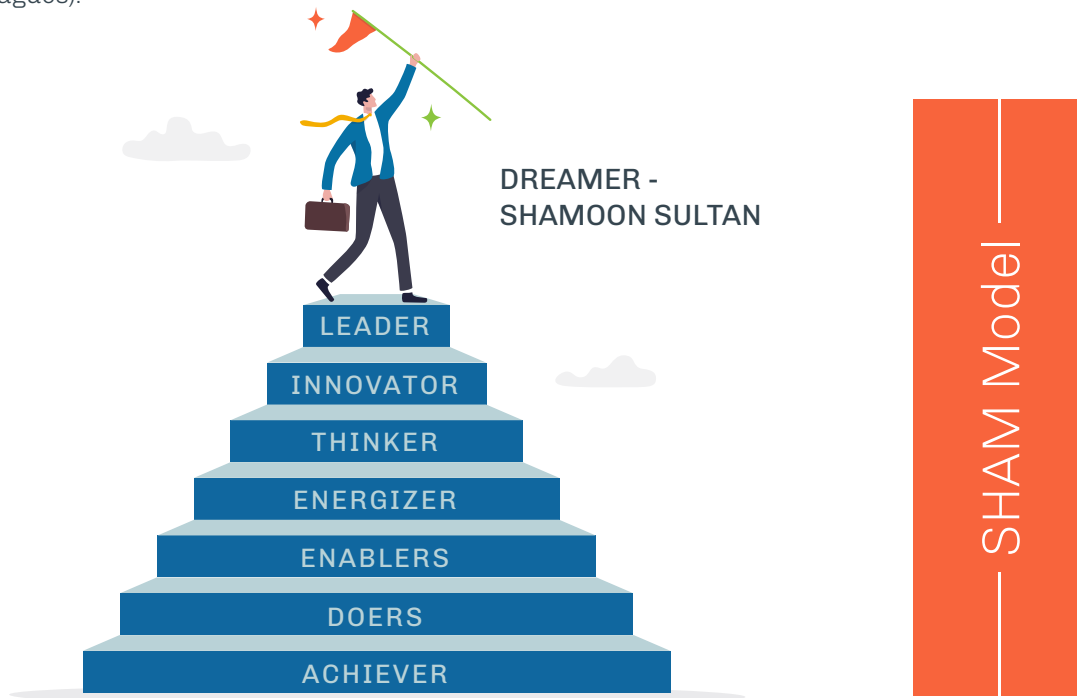 DREAMER -
SHAMOON SULTAN
LEADER
INNOVATOR
THINKER
ENERGIZER
ENABLERS
DOERS
ACHIEVER
SHAM Model